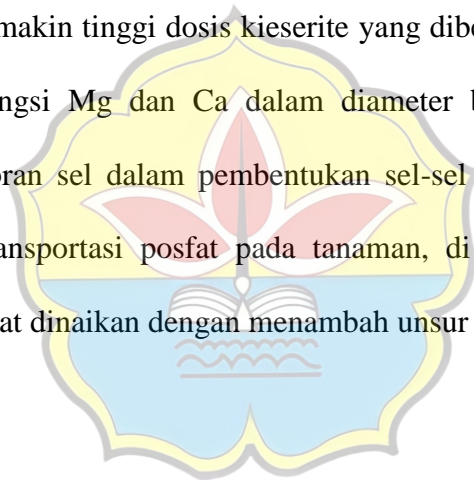 makin tinggi dosis kieserite yang dibe
ngsi Mg dan Ca dalam diameter b
ran sel dalam pembentukan sel-sel
ansportasi posfat pada tanaman, di
at dinaikan dengan menambah unsur